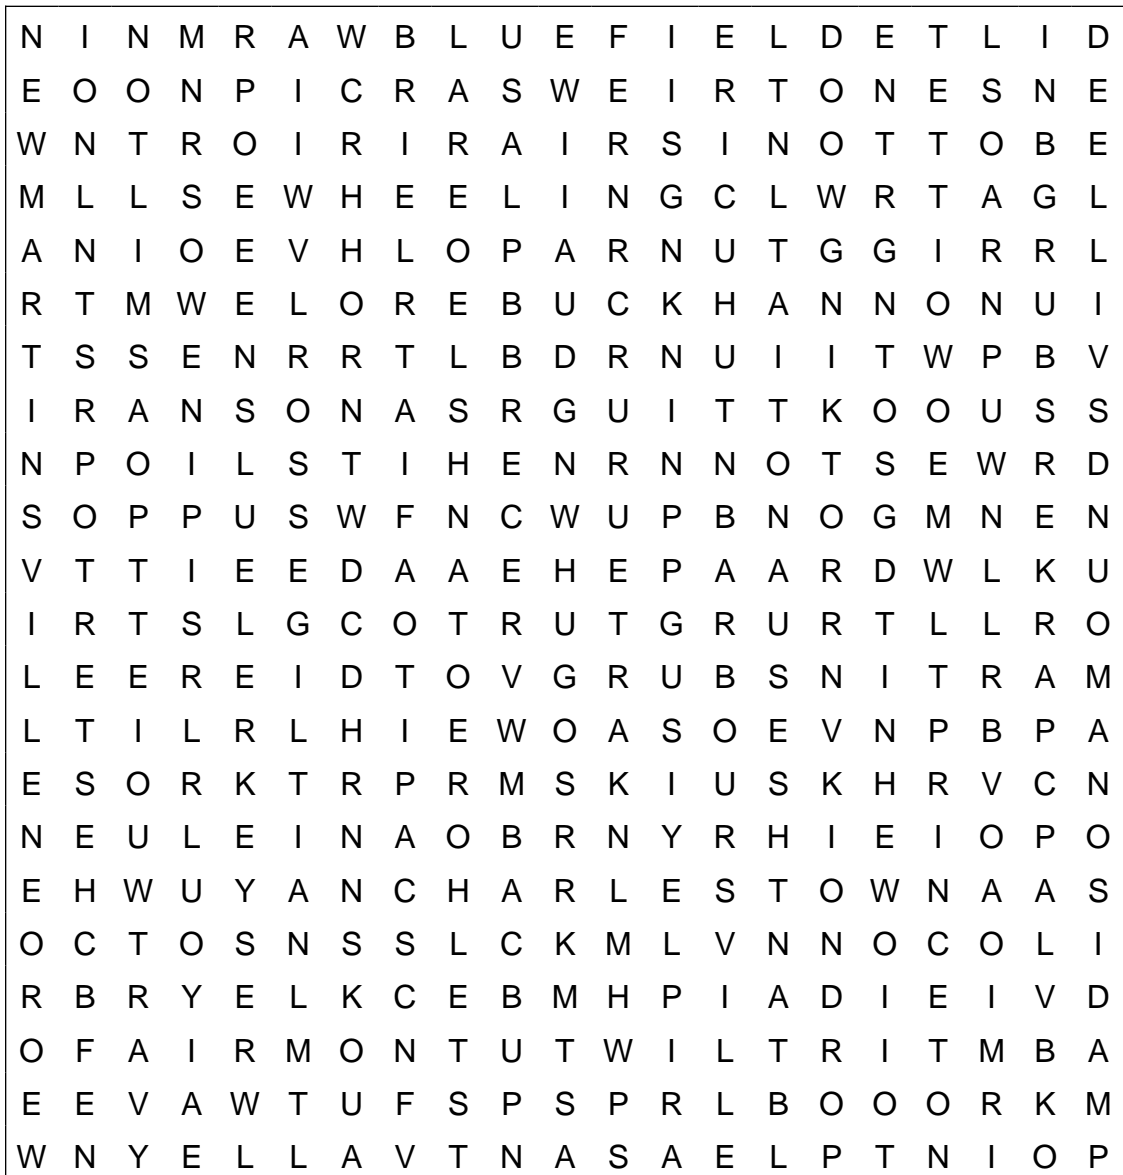 N I N M R A W B L U E F I E L D E T L I D
E O O N P I C R A S W E I R T O N E S N E
W N T R O I R I R A I R S I N O T T O B E
M L L S E W H E E L I N G C L W R T A G L
A N I O E V H L O P A R N U T G G I R R L
R T M W E L O R E B U C K H A N N O N U I
T S S E N R R T L B D R N U I I T W P B V
I R A N S O N A S R G U I T T K O O U S S
N P O I L S T I H E N R N N O T S E W R D
S O P P U S W F N C W U P B N O G M N E N
V T T I E E D A A E H E P A A R D W L K U
I R T S L G C O T R U T G R U R T L L R O
L E E R E I D T O V G R U B S N I T R A M
L T I L R L H I E W O A S O E V N P B P A
E S O R K T R P R M S K I U S K H R V C N
N E U L E I N A O B R N Y R H I E I O P O
E H W U Y A N C H A R L E S T O W N A A S
O C T O S N S S L C K M L V N N O C O L I
R B R Y E L K C E B M H P I A D I E I V D
O F A I R M O N T U T W I L T R I T M B A
E E V A W T U F S P S P R L B O O O R K M
W N Y E L L A V T N A S A E L P T N I O P